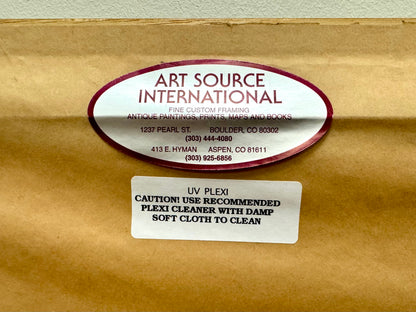 ART SOURCE
INTERNATIONAL
FINE CUSTOM FRAMING
ANTIQUE PAINTINGS, PRINTS, MAPS AND BOOKS
1237 PEARL ST. BOULDER, CO 80302
(303) 444-4080
413 E. HYMAN ASPEN, CO 81611
(303) 925-6856
UV PLEXI
CAUTION! USE RECOMMENDED
PLEXI CLEANER WITH DAMP
SOFT CLOTH TO CLEAN